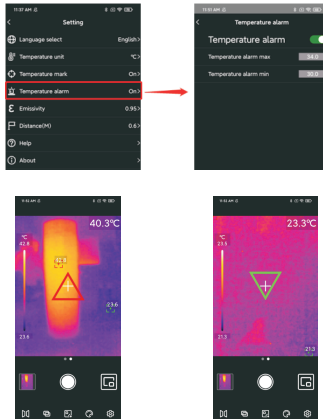 11:37 AM
Setting
Language select English>
Temperature unit ℃>
Temperature mark On>
Temperature alarm On>
Emissivity 0.95>
Distance(M) 0.6>
Help >
About >
11:51 AM
Temperature alarm
Temperature alarm
Temperature alarm max 34.0
Temperature alarm min 30.0
40.3℃
℃
42.8
23.6
23.6
23.3℃
℃
23.8
21.3
21.3